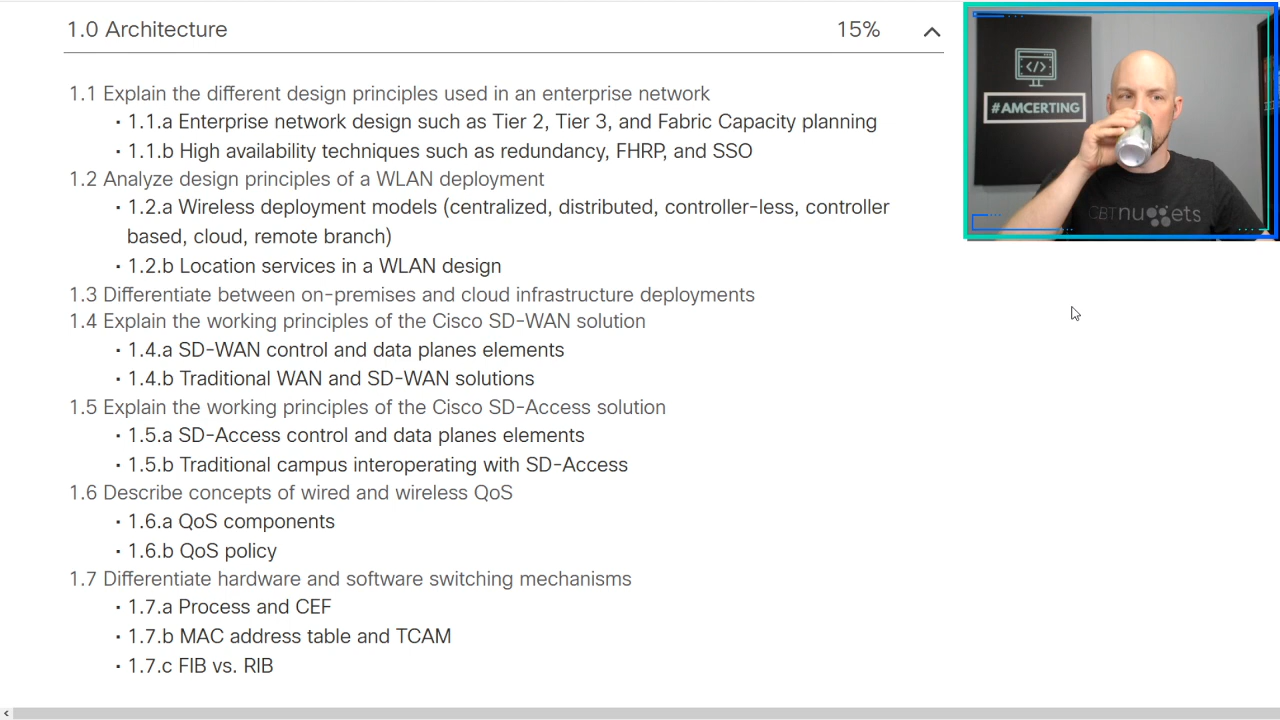 1.0 Architecture 15%
1.1 Explain the different design principles used in an enterprise network
· 1.1.a Enterprise network design such as Tier 2, Tier 3, and Fabric Capacity planning
· 1.1.b High availability techniques such as redundancy, FHRP, and SSO
1.2 Analyze design principles of a WLAN deployment
· 1.2.a Wireless deployment models (centralized, distributed, controller-less, controller
based, cloud, remote branch)
· 1.2.b Location services in a WLAN design
1.3 Differentiate between on-premises and cloud infrastructure deployments
1.4 Explain the working principles of the Cisco SD-WAN solution
· 1.4.a SD-WAN control and data planes elements
· 1.4.b Traditional WAN and SD-WAN solutions
1.5 Explain the working principles of the Cisco SD-Access solution
· 1.5.a SD-Access control and data planes elements
· 1.5.b Traditional campus interoperating with SD-Access
1.6 Describe concepts of wired and wireless QoS
· 1.6.a QoS components
· 1.6.b QoS policy
1.7 Differentiate hardware and software switching mechanisms
· 1.7.a Process and CEF
· 1.7.b MAC address table and TCAM
· 1.7.c FIB vs. RIB
</> 
#AMCERTING
CBTnuggets